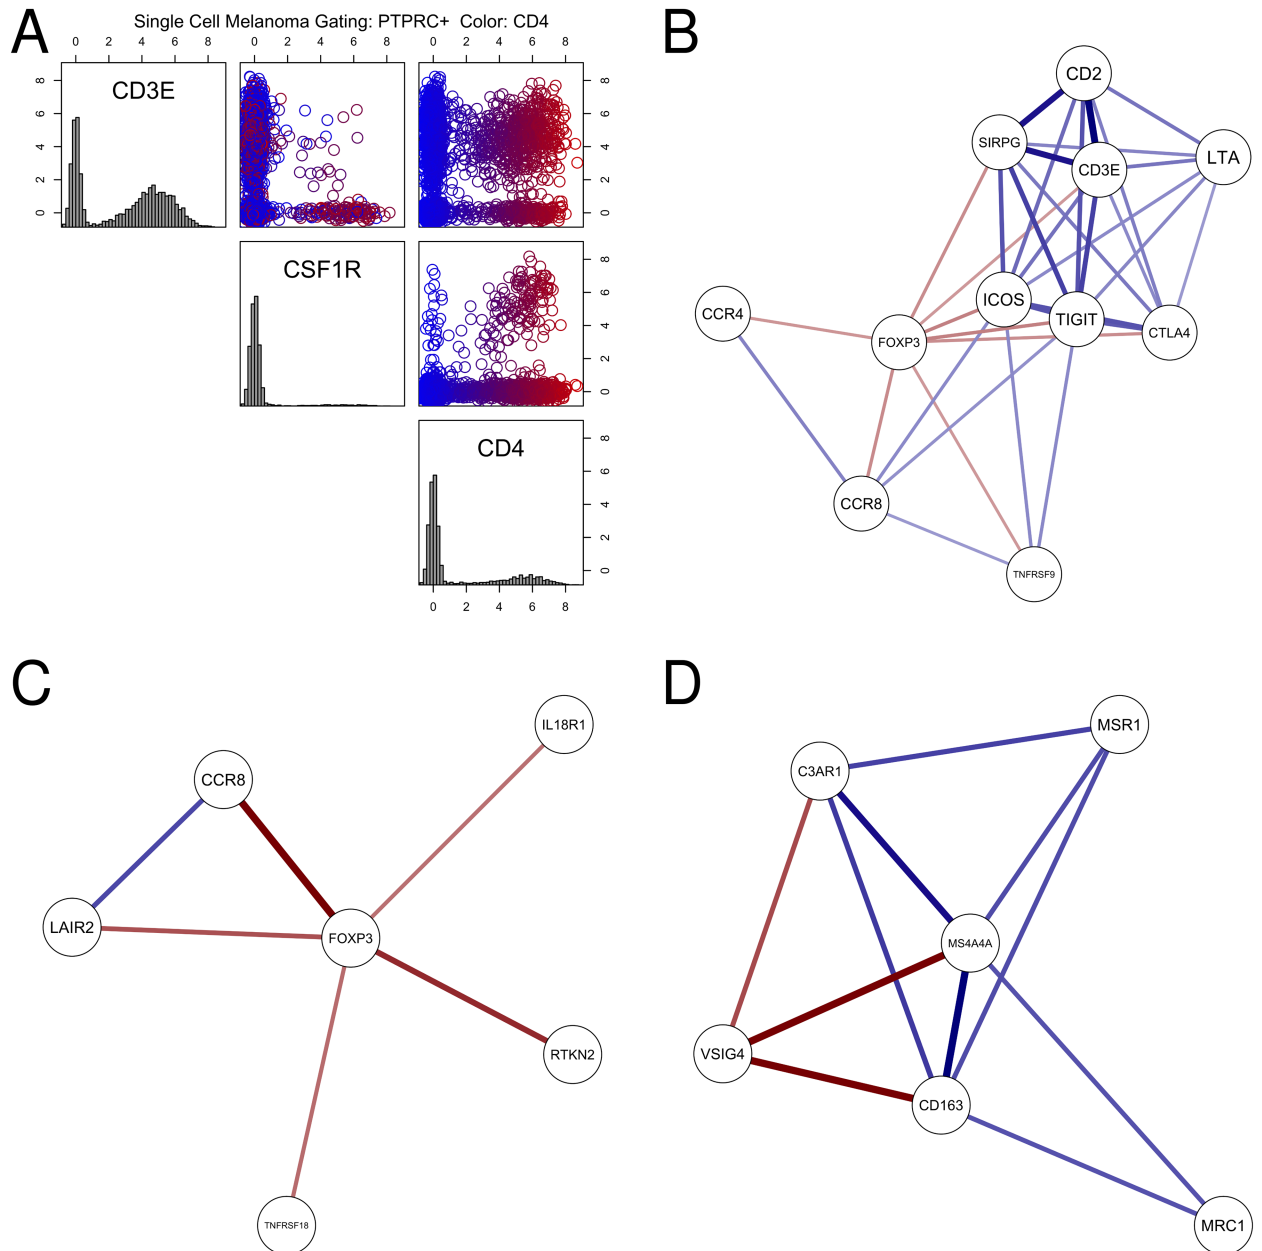 A
Single Cell Melanoma Gating: PTPRC+ Color: CD4
0 2 4 6 8
0 2 4 6 8
0 2 4 6 8
CD3E
8
6
4
2
0
8
6
4
2
0
CSF1R
8
6
4
2
0
CD4
8
6
4
2
0
0 2 4 6 8
B
CD2
SIRPG
CD3E
LTA
ICOS
TIGIT
CTLA4
CCR4
FOXP3
CCR8
TNFRSF9
C
IL18R1
CCR8
LAIR2
FOXP3
RTKN2
TNFRSF18
D
MSR1
C3AR1
MS4A4A
VSIG4
CD163
MRC1